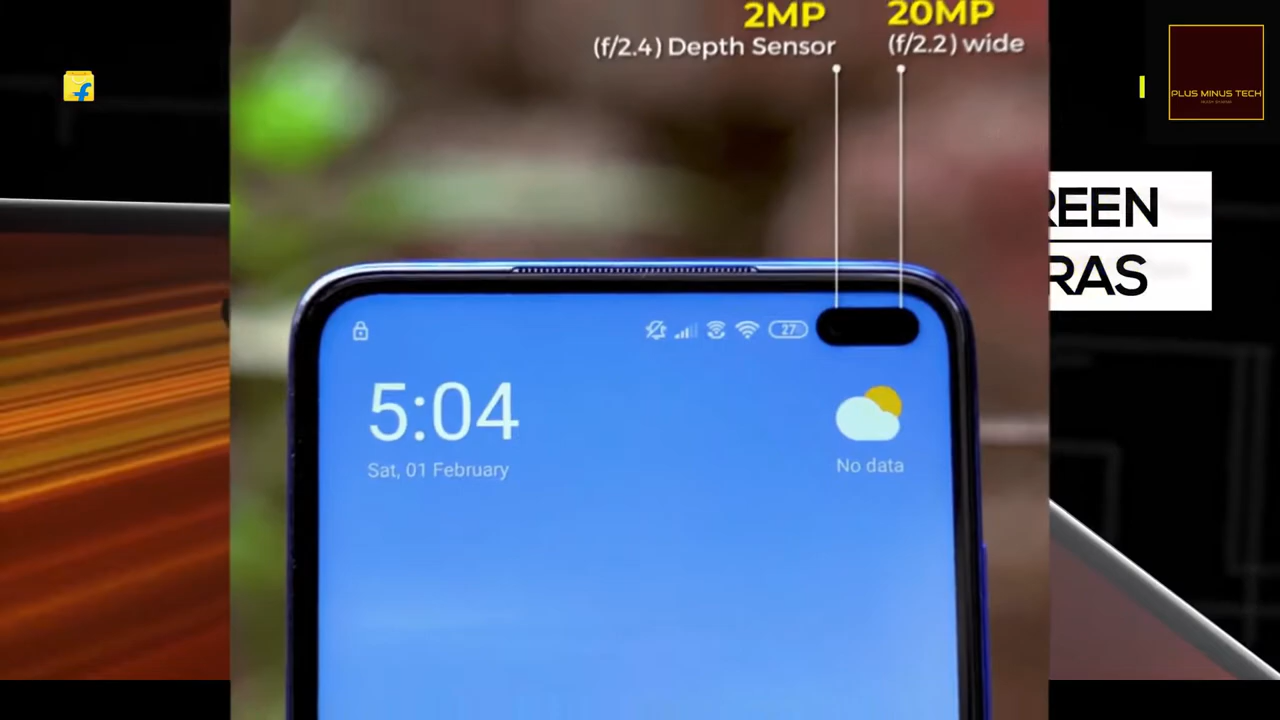 2MP
(f/2.4) Depth Sensor
20MP
(f/2.2) wide
PLUS MINUS TECH
REEN
RAS
27
5:04
Sat, 01 February
No data